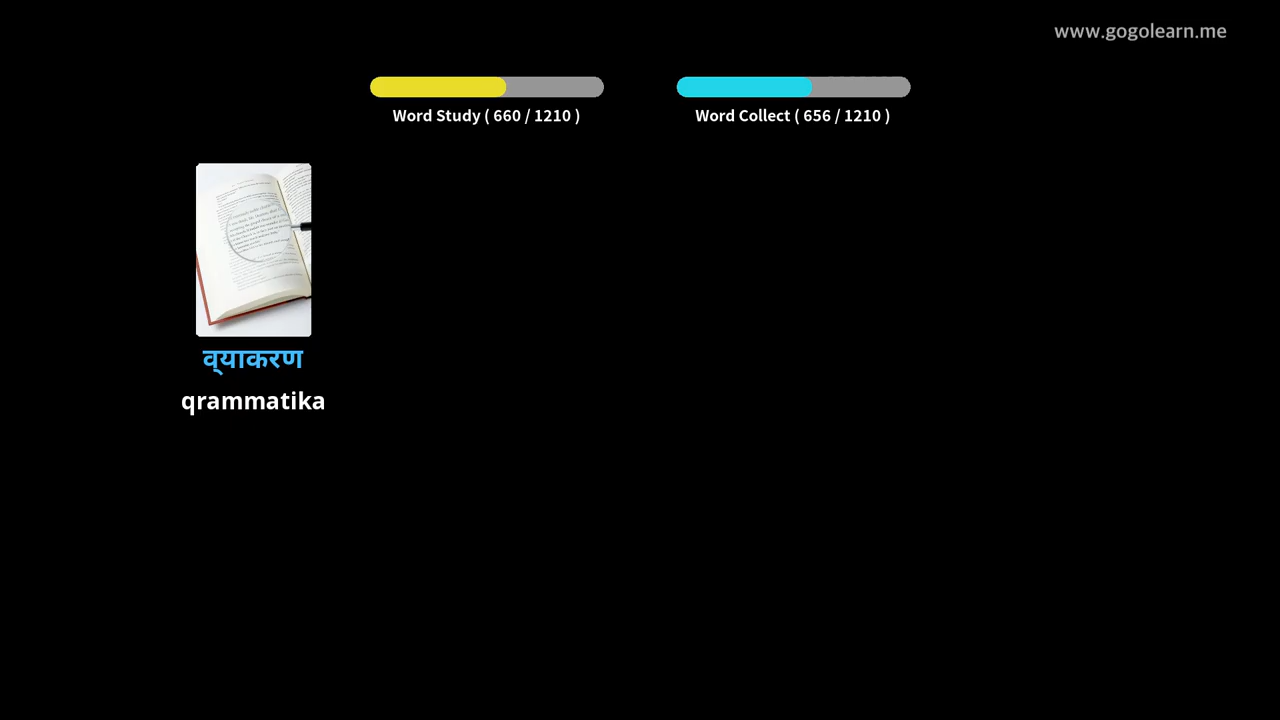 www.gogolearn.me
Word Study ( 660 / 1210 )
Word Collect ( 656 / 1210 )
व्याकरण
qrammatika